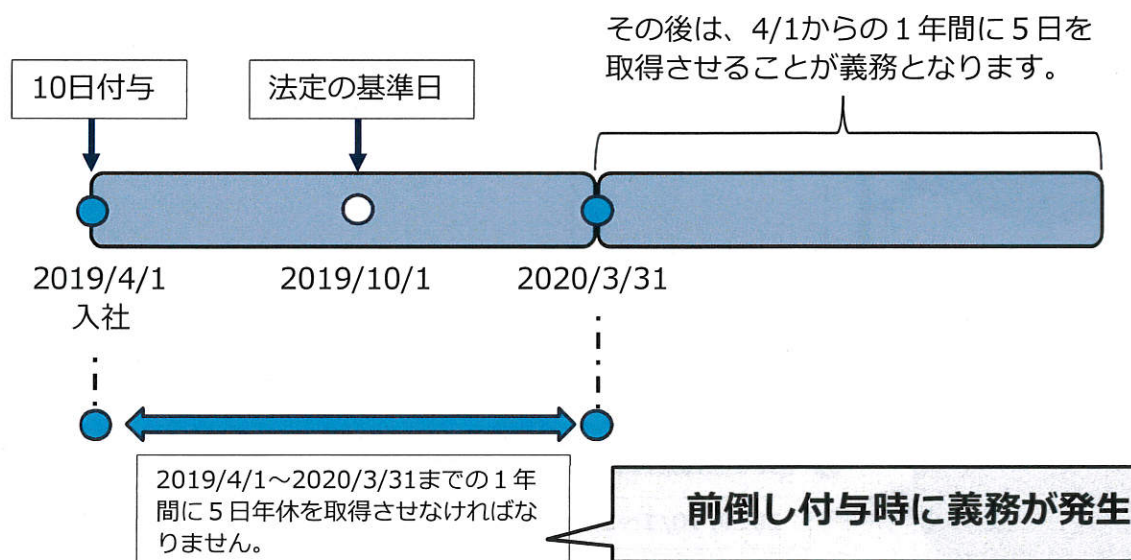 その後は、4/1からの１年間に５日を
取得させることが義務となります。
10日付与
法定の基準日
2019/4/1
入社
2019/10/1
2020/3/31
2019/4/1～2020/3/31までの１年
間に５日年休を取得させなければな
りません。
前倒し付与時に義務が発生